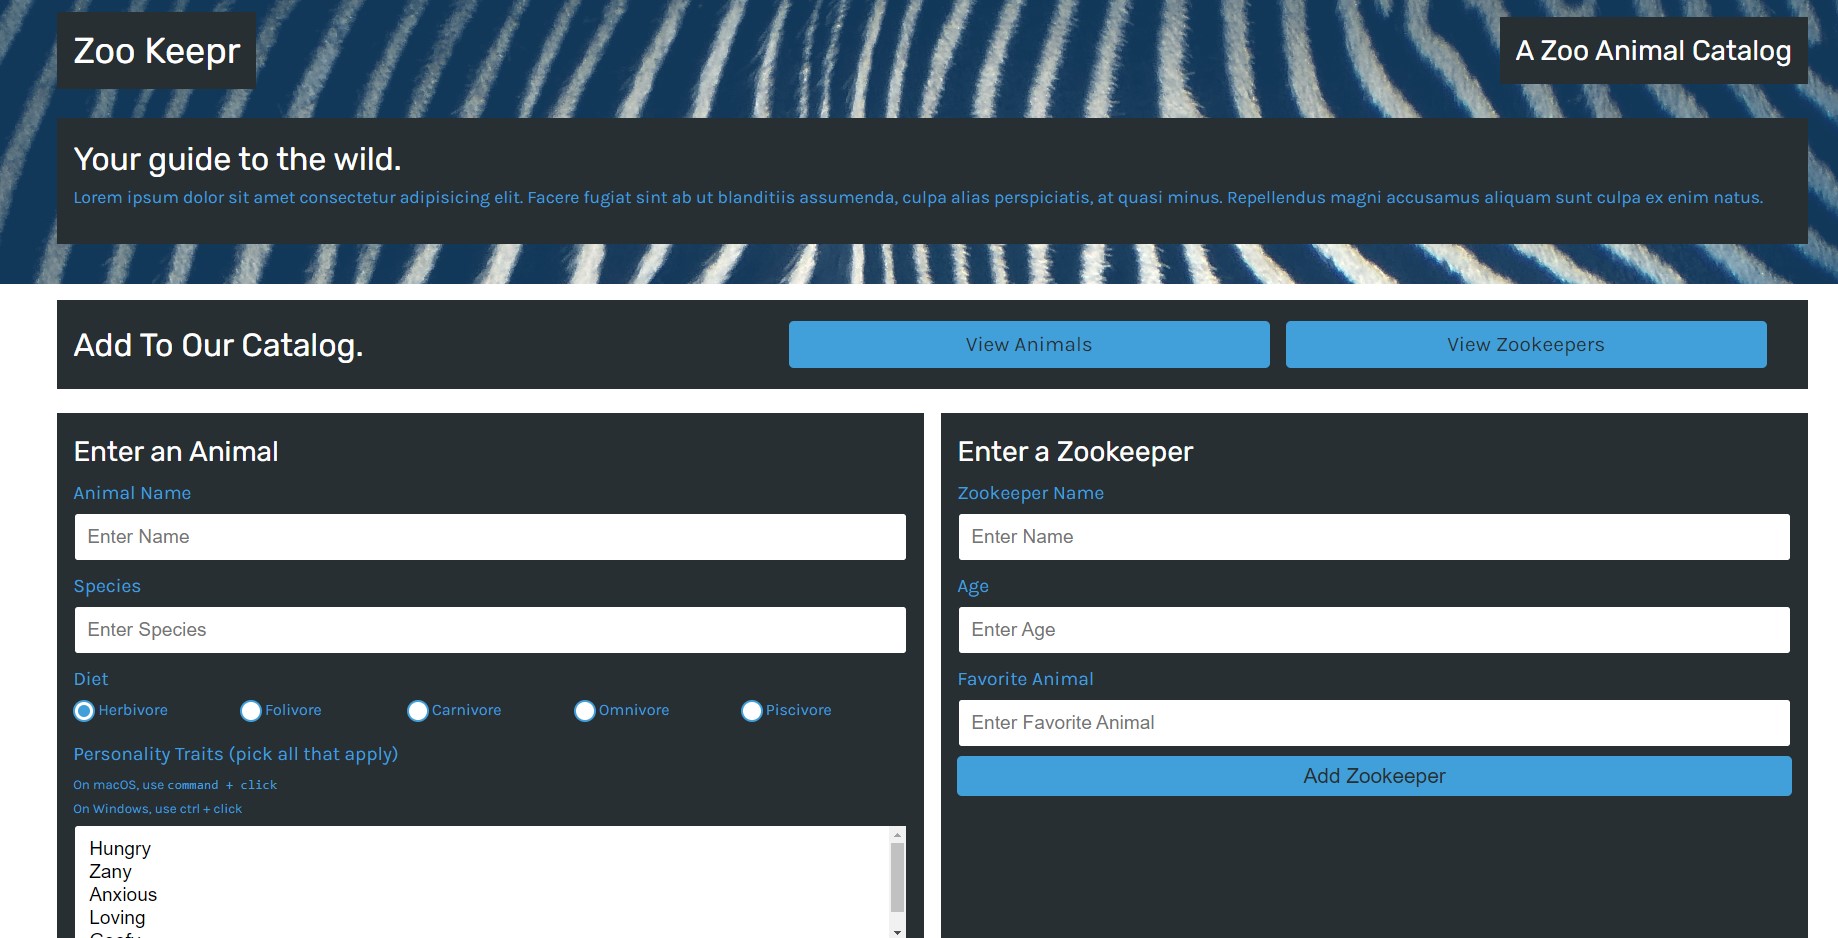 Zoo Keepr
A Zoo Animal Catalog
Your guide to the wild.
Lorem ipsum dolor sit amet consectetur adipisicing elit. Facere fugiat sint ab ut blanditiis assumenda, culpa alias perspiciatis, at quasi minus. Repellendus magni accusamus aliquam sunt culpa ex enim natus.
Add To Our Catalog.
View Animals
View Zookeepers
Enter an Animal
Animal Name
Enter Name
Species
Enter Species
Diet
Herbivore Folivore Carnivore Omnivore Piscivore
Personality Traits (pick all that apply)
On macOS, use command + click
On Windows, use ctrl + click
Hungry
Zany
Anxious
Loving
Enter a Zookeeper
Zookeeper Name
Enter Name
Age
Enter Age
Favorite Animal
Enter Favorite Animal
Add Zookeeper